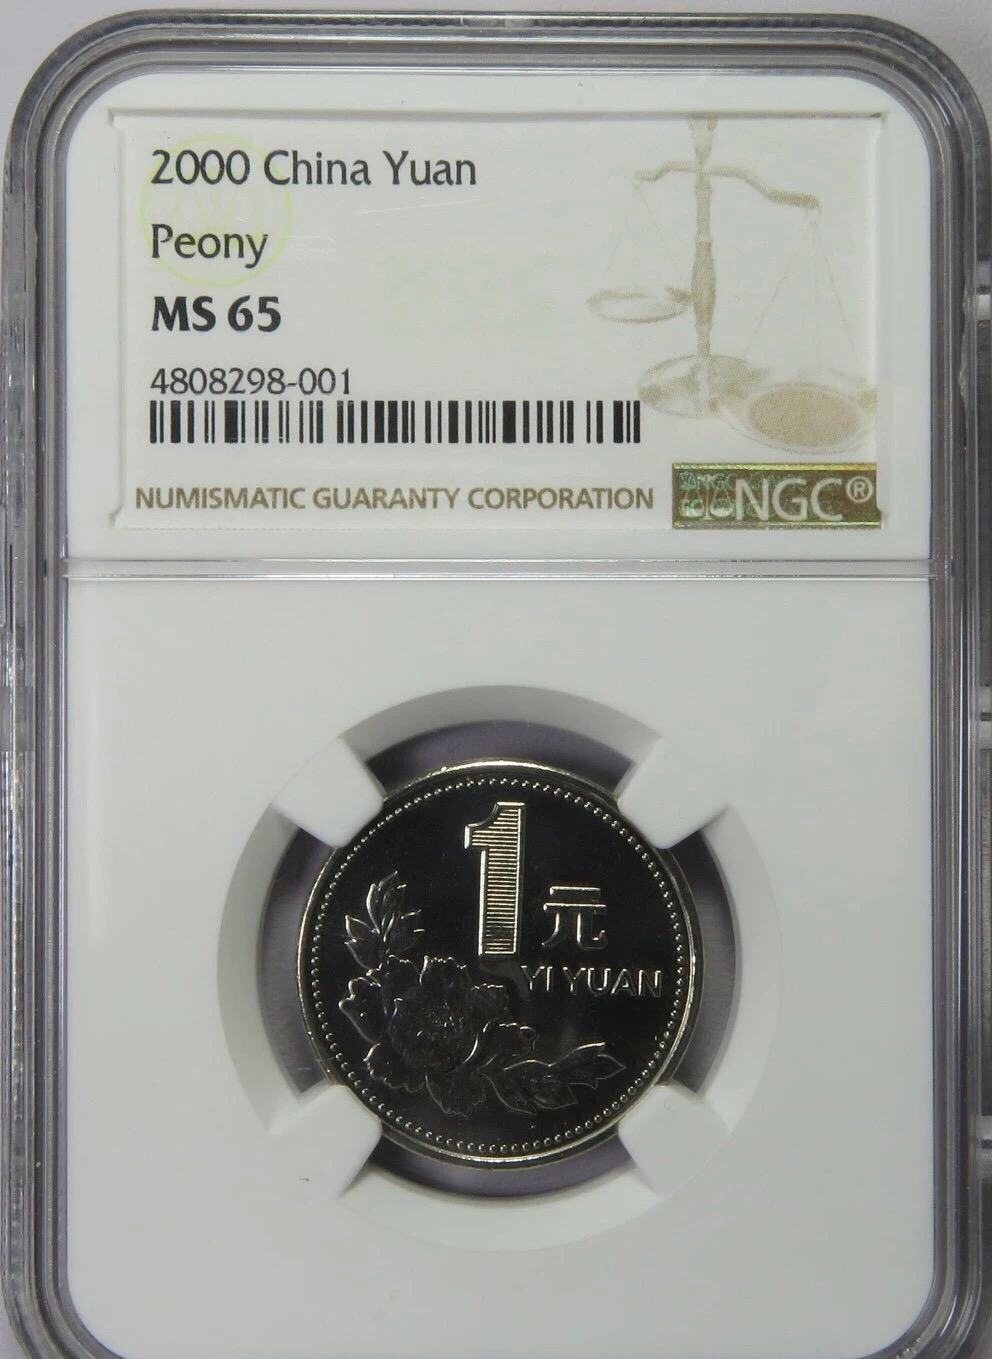 2000 China Yuan
Peony
MS 65
4808298-001
NUMISMATIC GUARANTY CORPORATION
NGC®
1元
YI YUAN